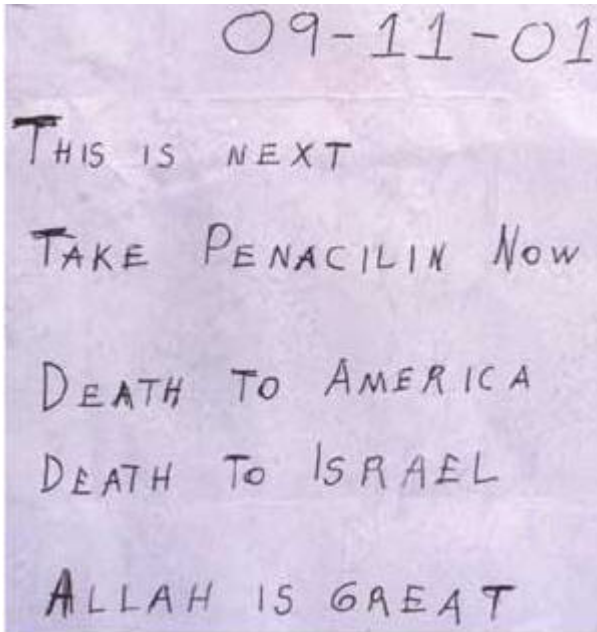 09-11-01
THIS IS NEXT
TAKE PENACILIN NOW
DEATH TO AMERICA
DEATH TO ISRAEL
ALLAH IS GREAT